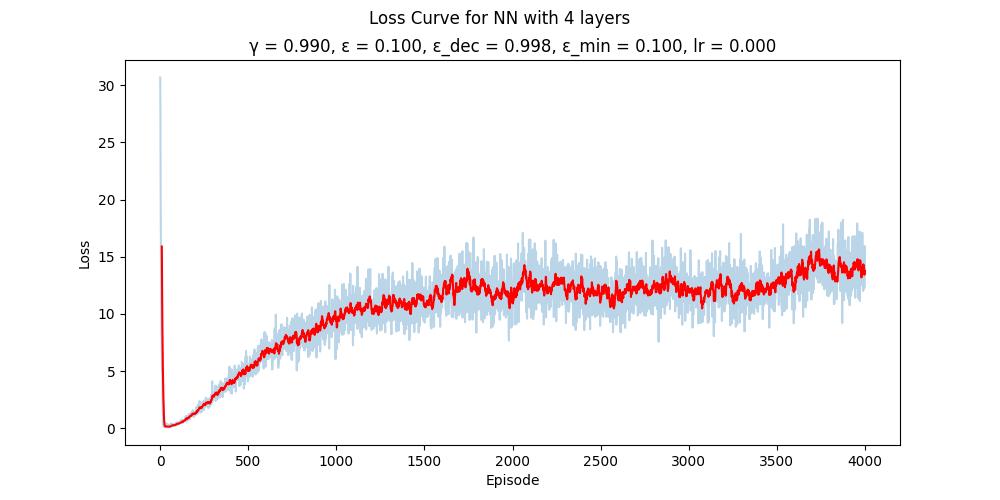 Loss Curve for NN with 4 layers
γ = 0.990, ε = 0.100, ε_dec = 0.998, ε_min = 0.100, lr = 0.000
30
25
20
15
10
5
0
Loss
0 500 1000 1500 2000 2500 3000 3500 4000
Episode